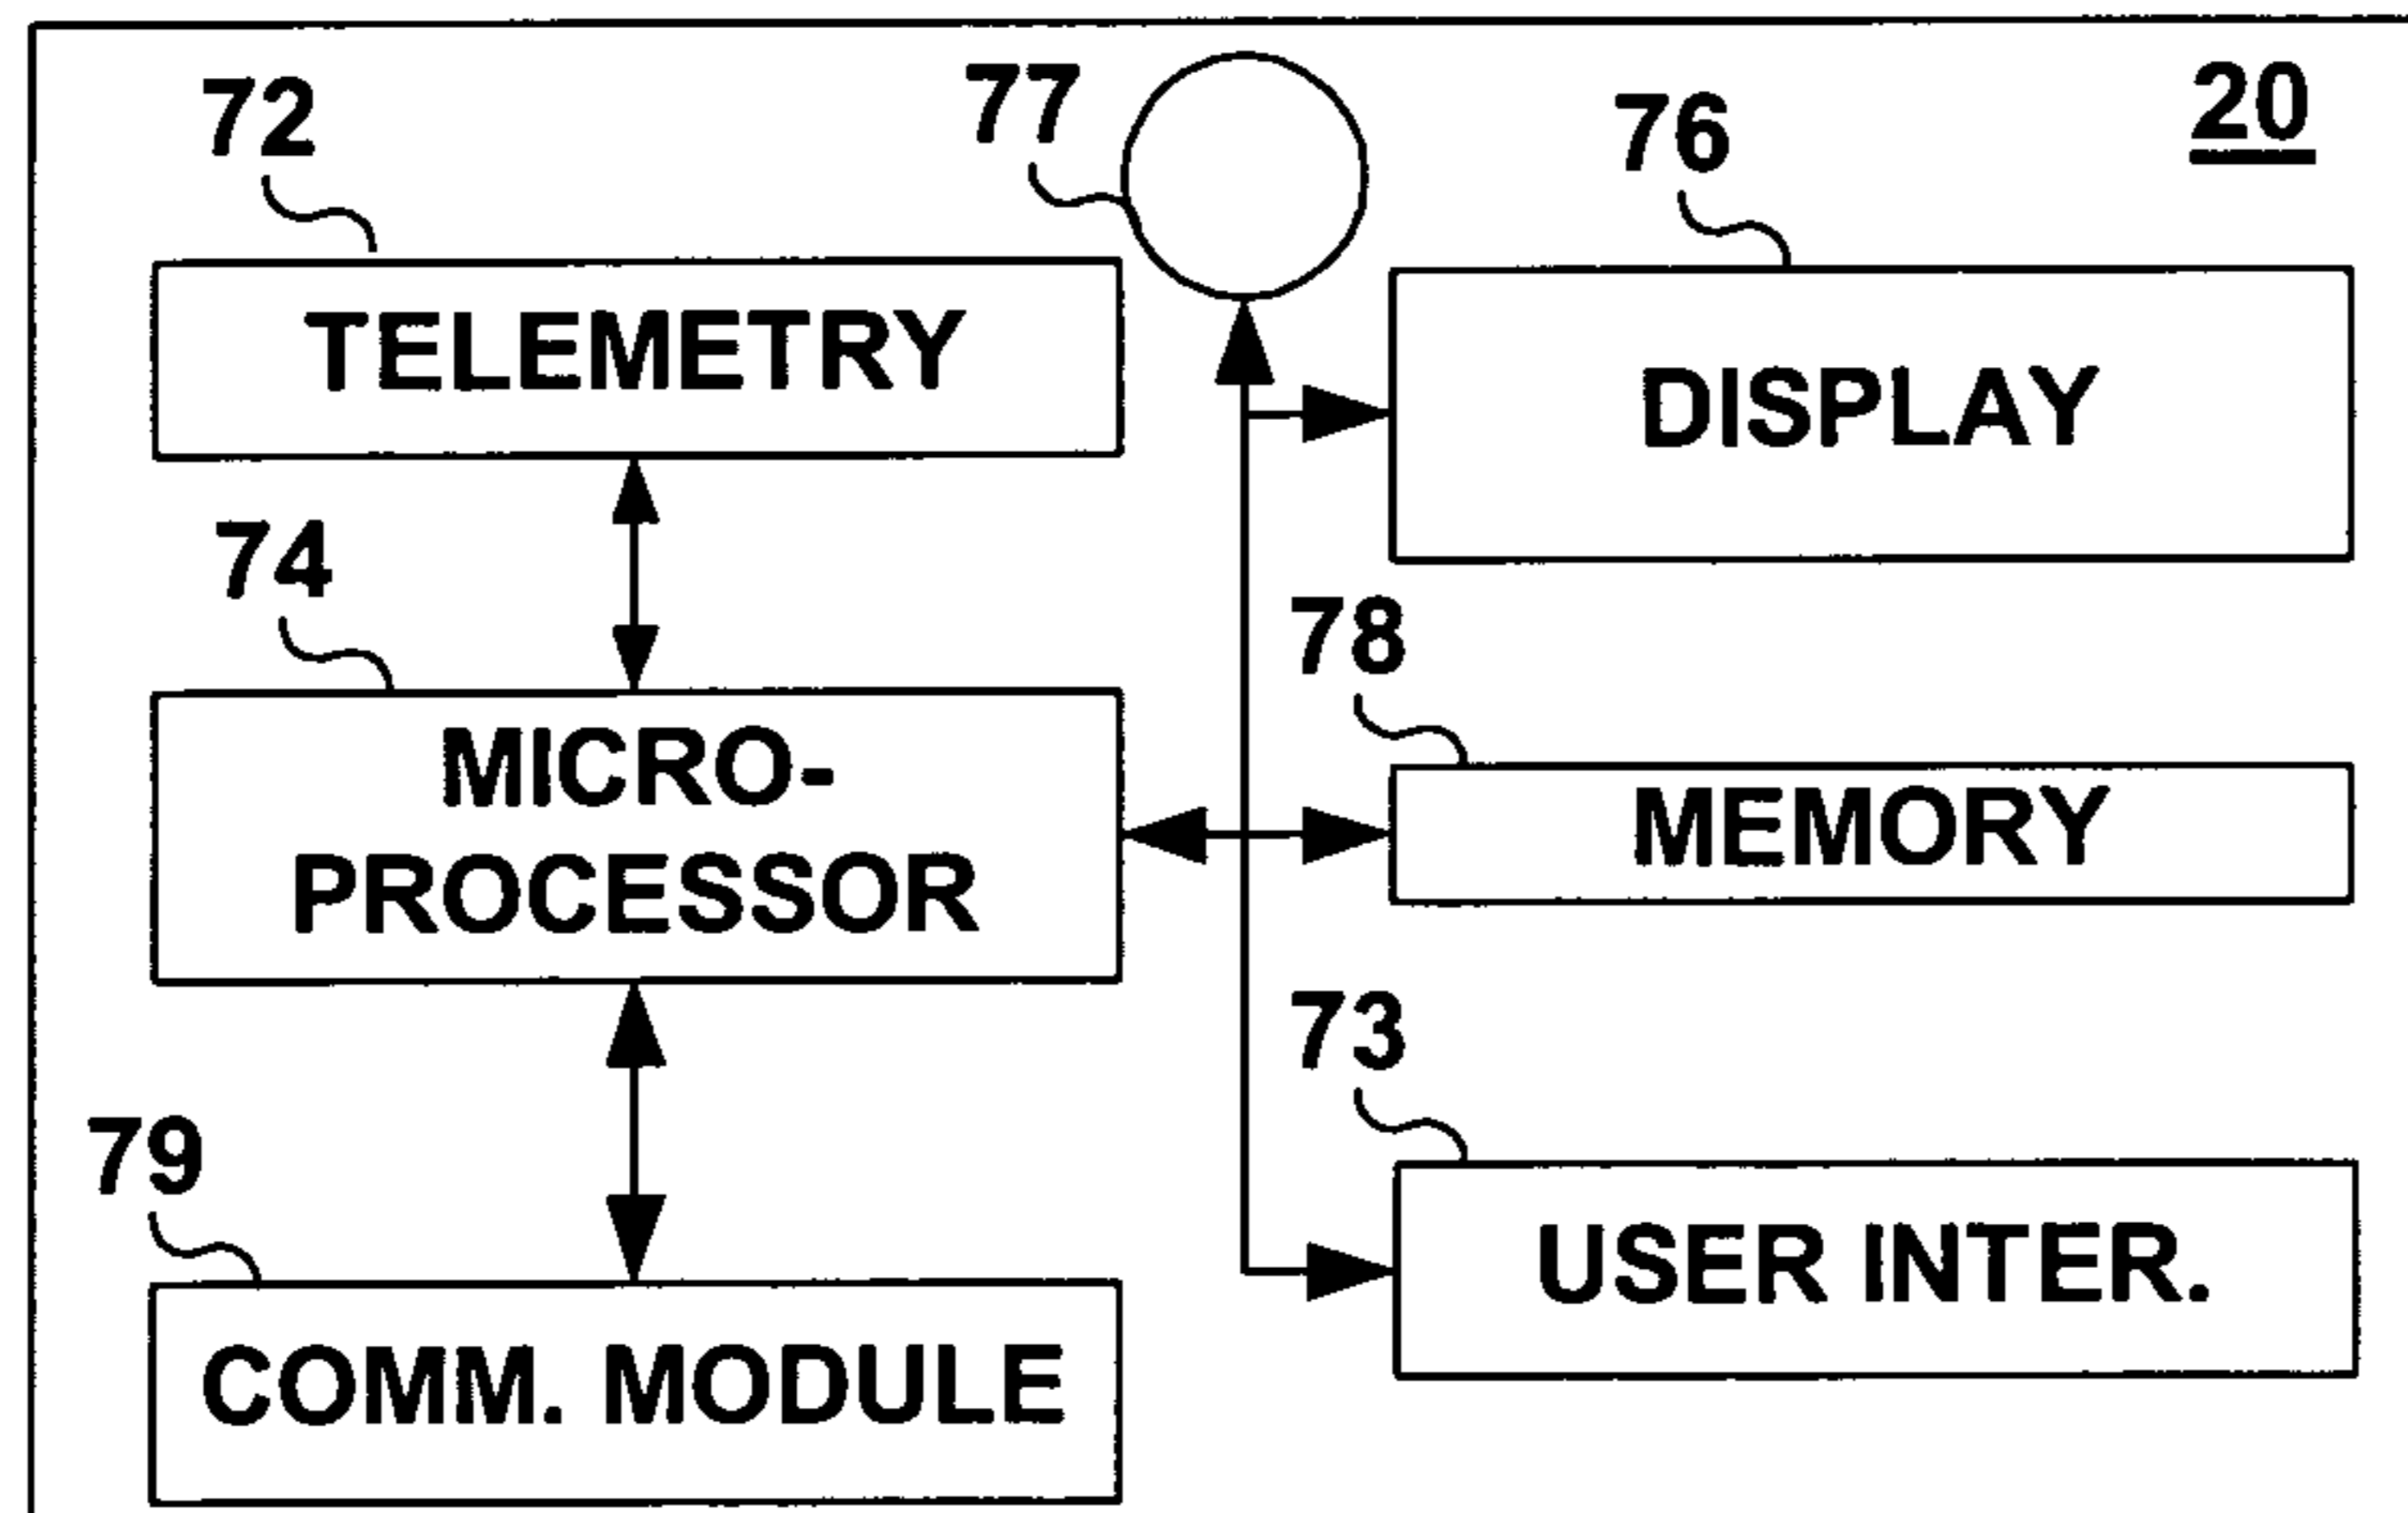 72
77
76
20
TELEMETRY
DISPLAY
74
78
MICRO-
PROCESSOR
MEMORY
73
79
USER INTER.
COMM. MODULE